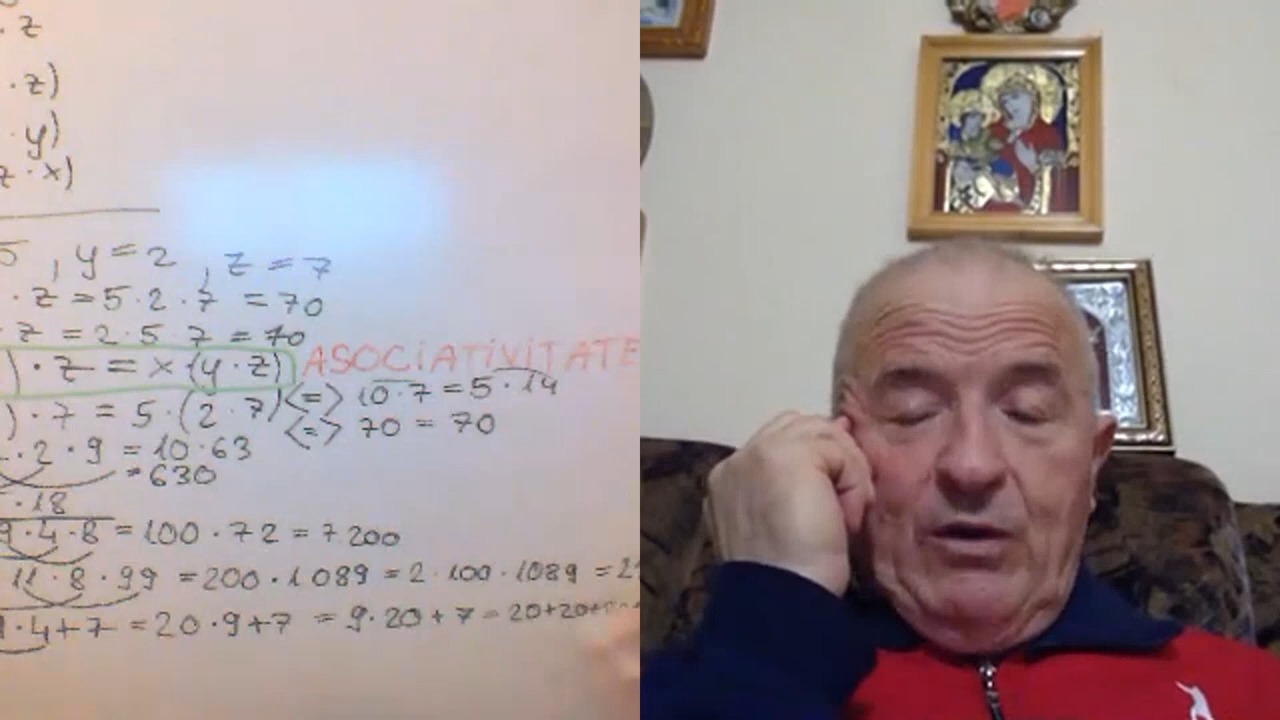 . z
. z)
y)
z . x)
5 , y = 2 , z = 7
. z = 5 . 2 . 7 = 70
z = 2 . 5 . 7 = 70
) . z = x (y . z) ASOCIATIVITATE
) . 7 = 5 . (2 . 7) <=> 10 . 7 = 5 . 14
<=> 70 = 70
. 2 . 9 = 10 . 63
= 630
. 18
9 . 4 . 8 = 100 . 72 = 7200
11 . 8 . 99 = 200 . 1089 = 2 . 100 . 1089 = 2
. 4 + 7 = 20 . 9 + 7 = 9 . 20 + 7 = 20 + 20 +